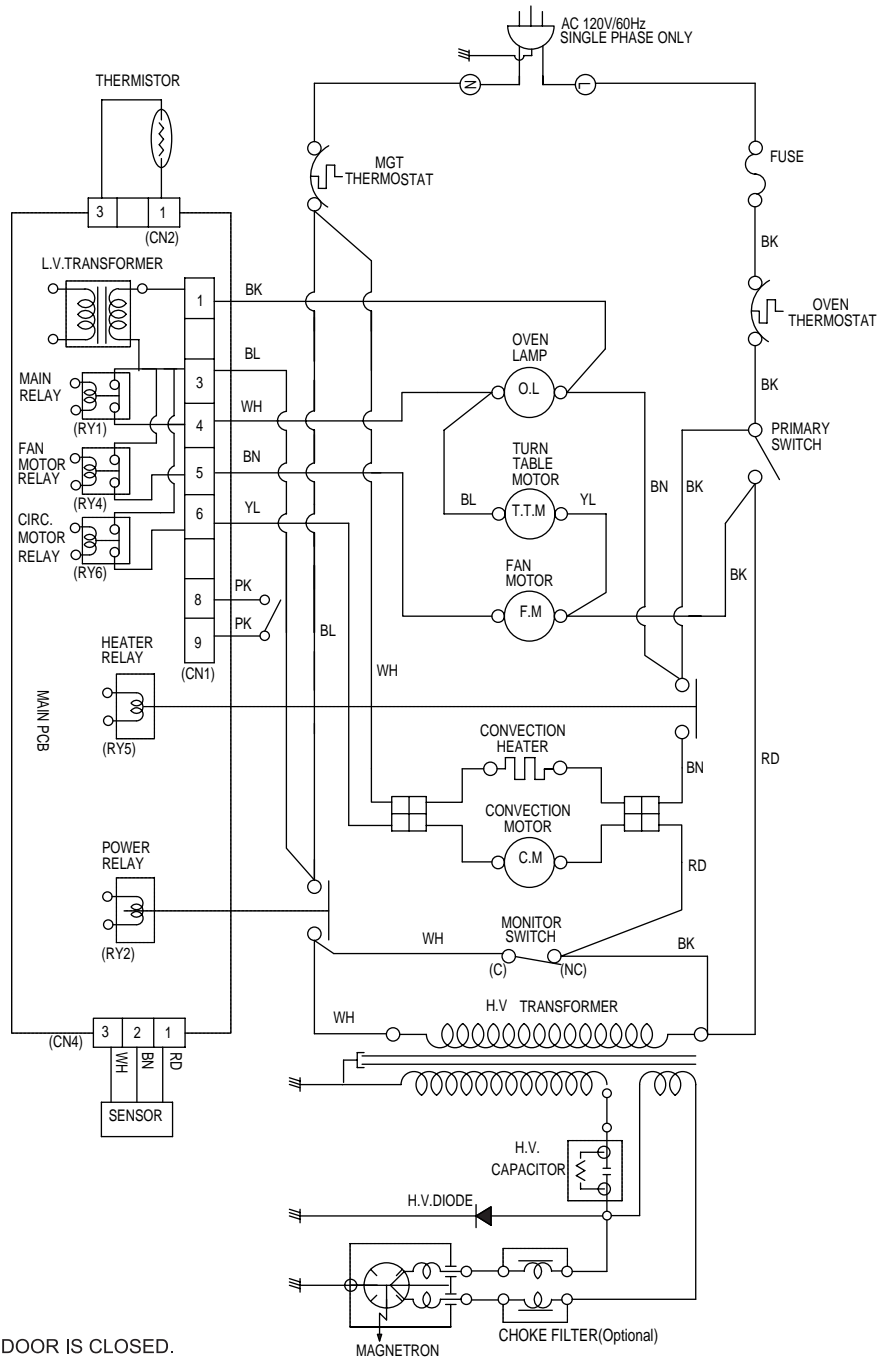 AC 120V/60Hz
SINGLE PHASE ONLY
N
L
THERMISTOR
MGT
THERMOSTAT
FUSE
3
1
(CN2)
BK
L.V.TRANSFORMER
1
BK
OVEN
THERMOSTAT
OVEN
LAMP
O.L
BL
3
MAIN
RELAY
(RY1)
WH
4
BK
PRIMARY
SWITCH
FAN
MOTOR
RELAY
(RY4)
BN
5
TURN
TABLE
MOTOR
T.T.M
BL
YL
BN
BK
CIRC.
MOTOR
RELAY
(RY6)
YL
6
FAN
MOTOR
F.M
BK
8
PK
PK
9
(CN1)
BL
WH
HEATER
RELAY
(RY5)
MAIN PCB
CONVECTION
HEATER
BN
RD
CONVECTION
MOTOR
C.M
RD
POWER
RELAY
(RY2)
WH
MONITOR
SWITCH
(C)
(NC)
BK
H.V TRANSFORMER
WH
(CN4)
3
2
1
WH
BN
RD
SENSOR
H.V.
CAPACITOR
H.V.DIODE
CHOKE FILTER(Optional)
MAGNETRON
DOOR IS CLOSED.